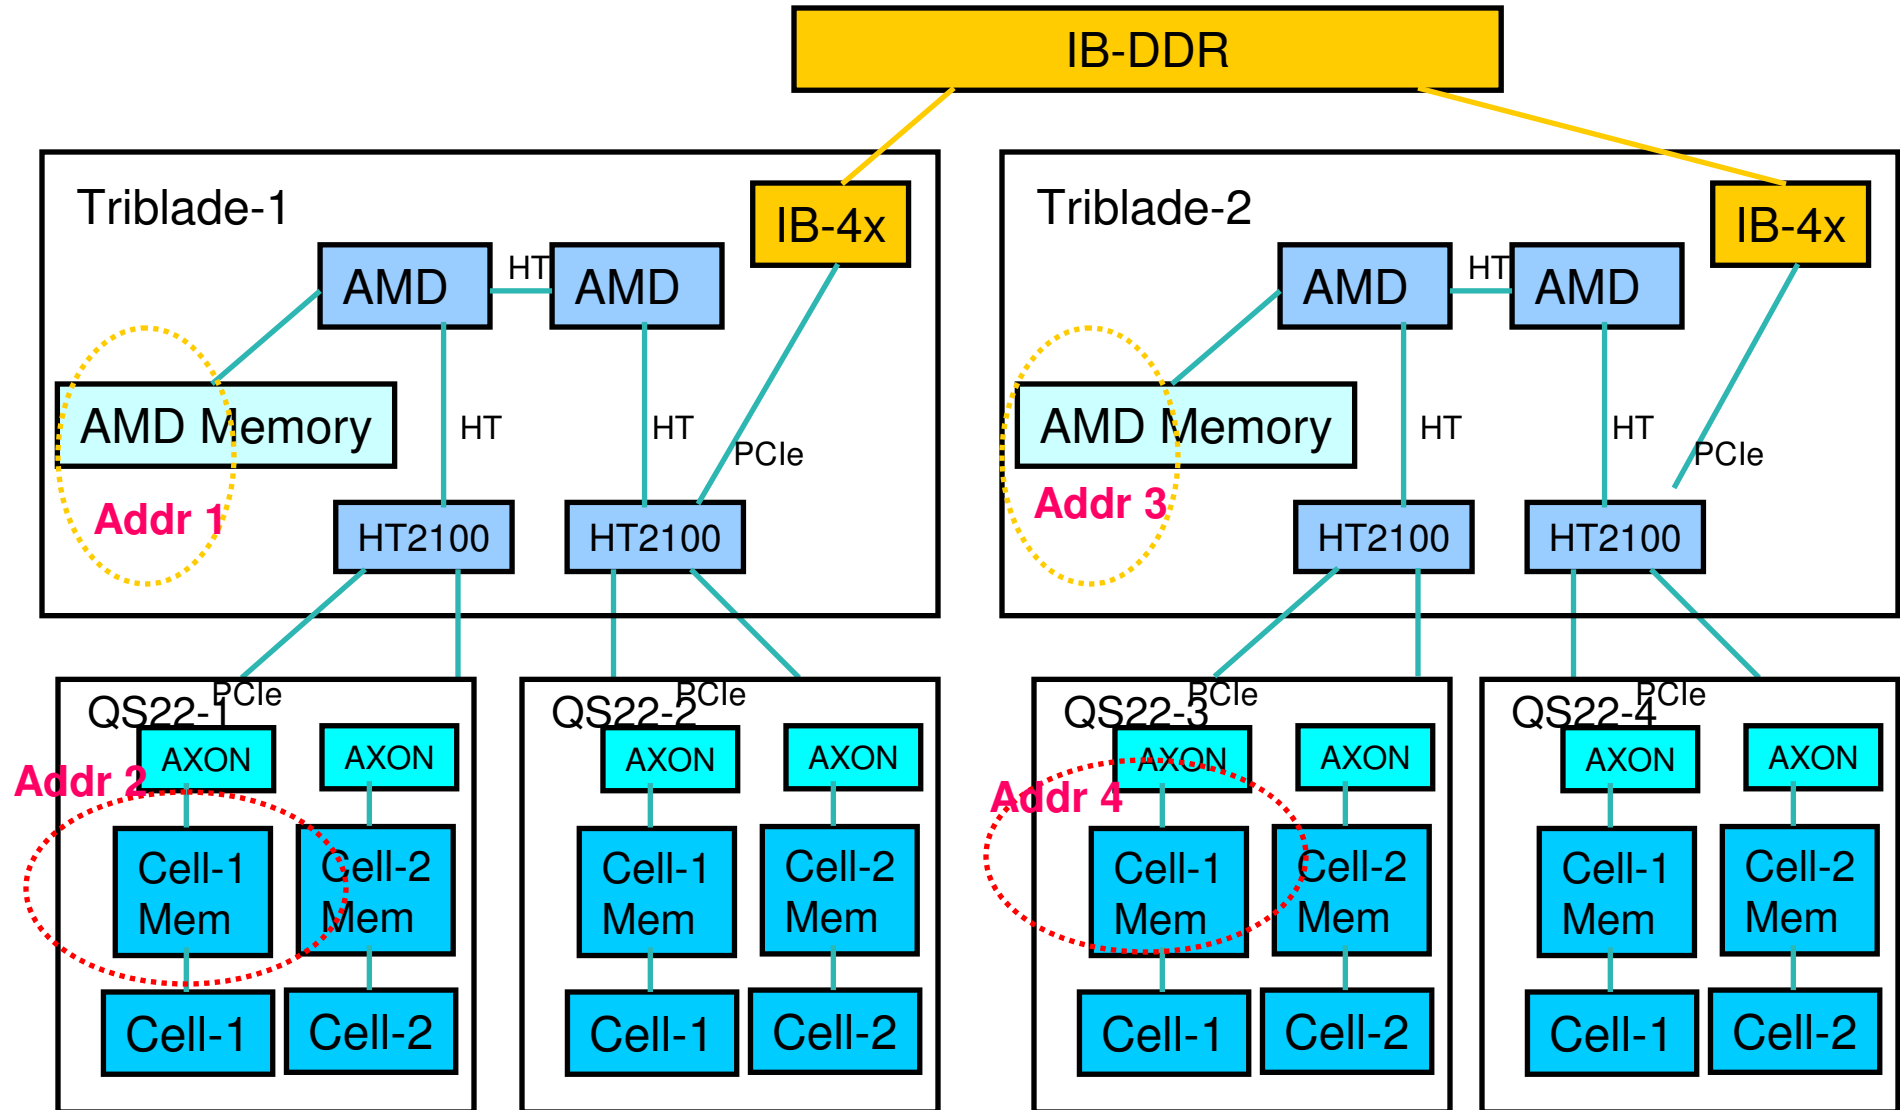 IB-DDR
Triblade-1
IB-4x
AMD
HT
AMD
AMD Memory
HT
HT
PCIe
Addr 1
HT2100
HT2100
Triblade-2
IB-4x
AMD
HT
AMD
AMD Memory
HT
HT
PCIe
Addr 3
HT2100
HT2100
PCIe
QS22-1
AXON
AXON
Addr 2
Cell-1
Mem
Cell-2
Mem
Cell-1
Cell-2
PCIe
QS22-2
AXON
AXON
Cell-1
Mem
Cell-2
Mem
Cell-1
Cell-2
PCIe
QS22-3
AXON
AXON
Addr 4
Cell-1
Mem
Cell-2
Mem
Cell-1
Cell-2
PCIe
QS22-4
AXON
AXON
Cell-1
Mem
Cell-2
Mem
Cell-1
Cell-2